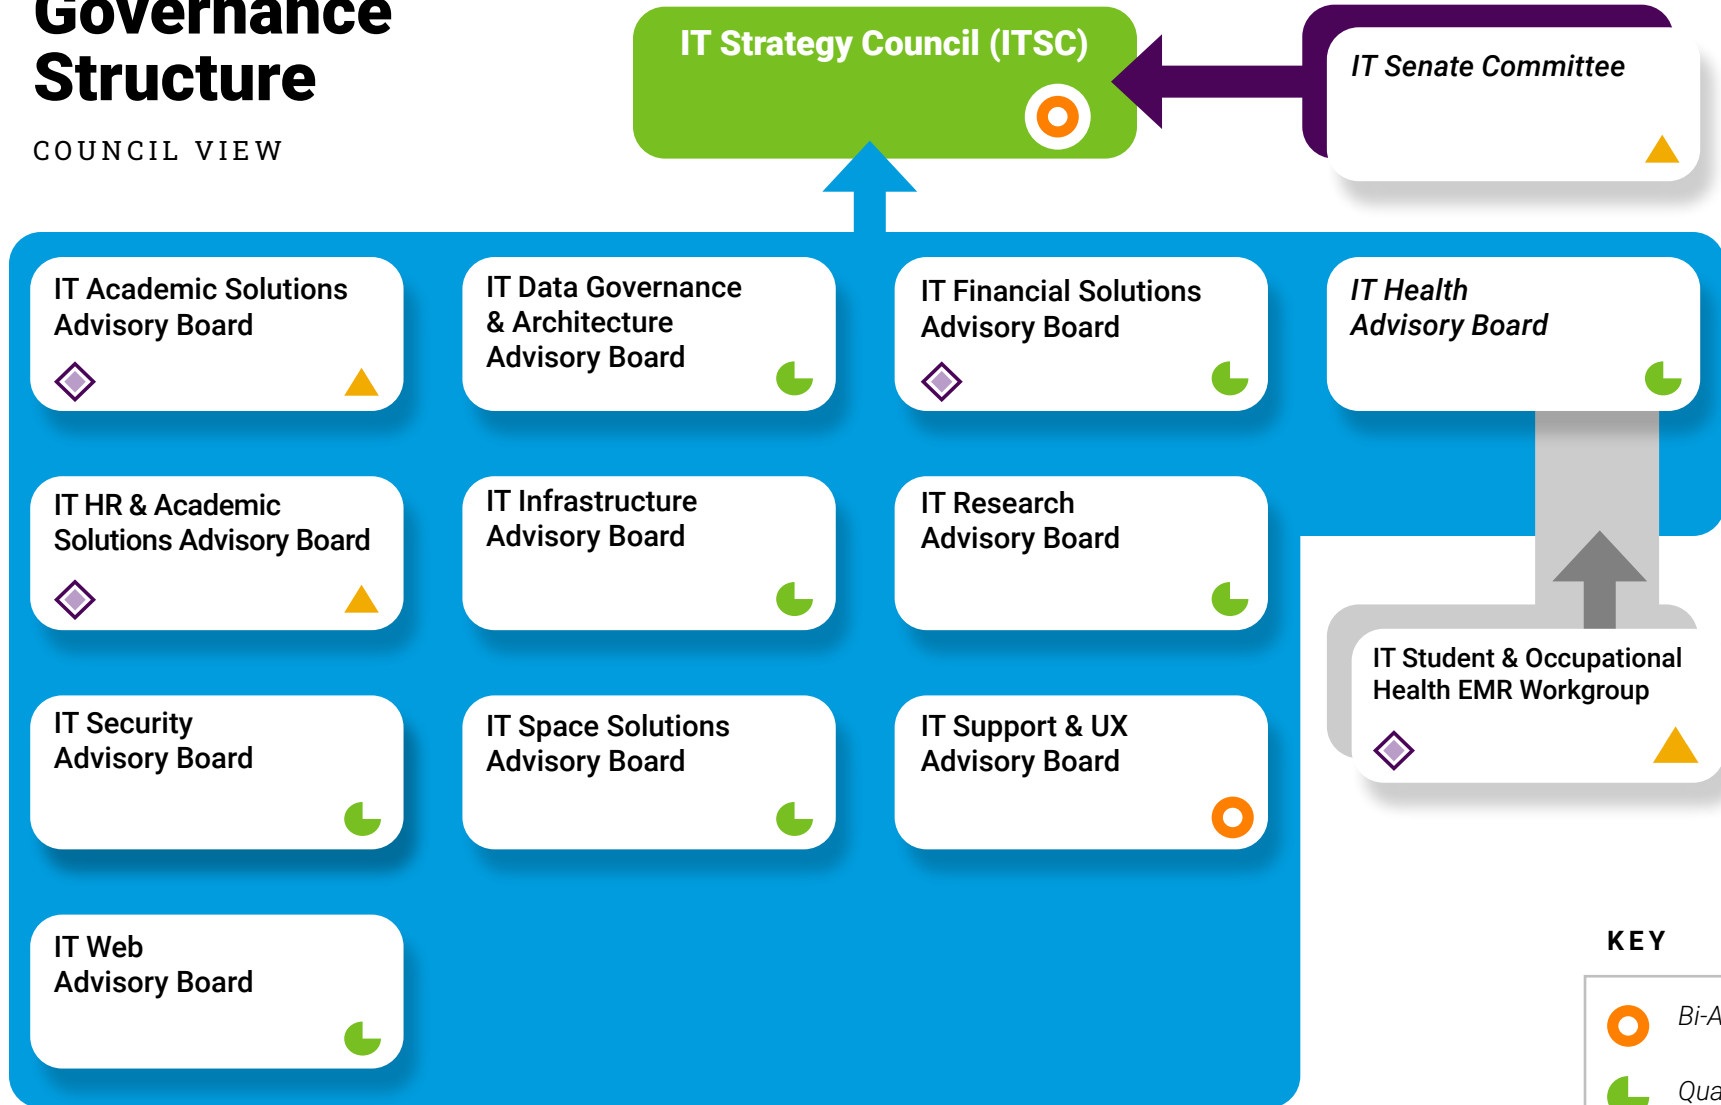 Governance
Structure
COUNCIL VIEW
IT Strategy Council (ITSC)
IT Senate Committee
IT Academic Solutions
Advisory Board
IT Data Governance
& Architecture
Advisory Board
IT Financial Solutions
Advisory Board
IT Health
Advisory Board
IT HR & Academic
Solutions Advisory Board
IT Infrastructure
Advisory Board
IT Research
Advisory Board
IT Student & Occupational
Health EMR Workgroup
IT Security
Advisory Board
IT Space Solutions
Advisory Board
IT Support & UX
Advisory Board
IT Web
Advisory Board
KEY